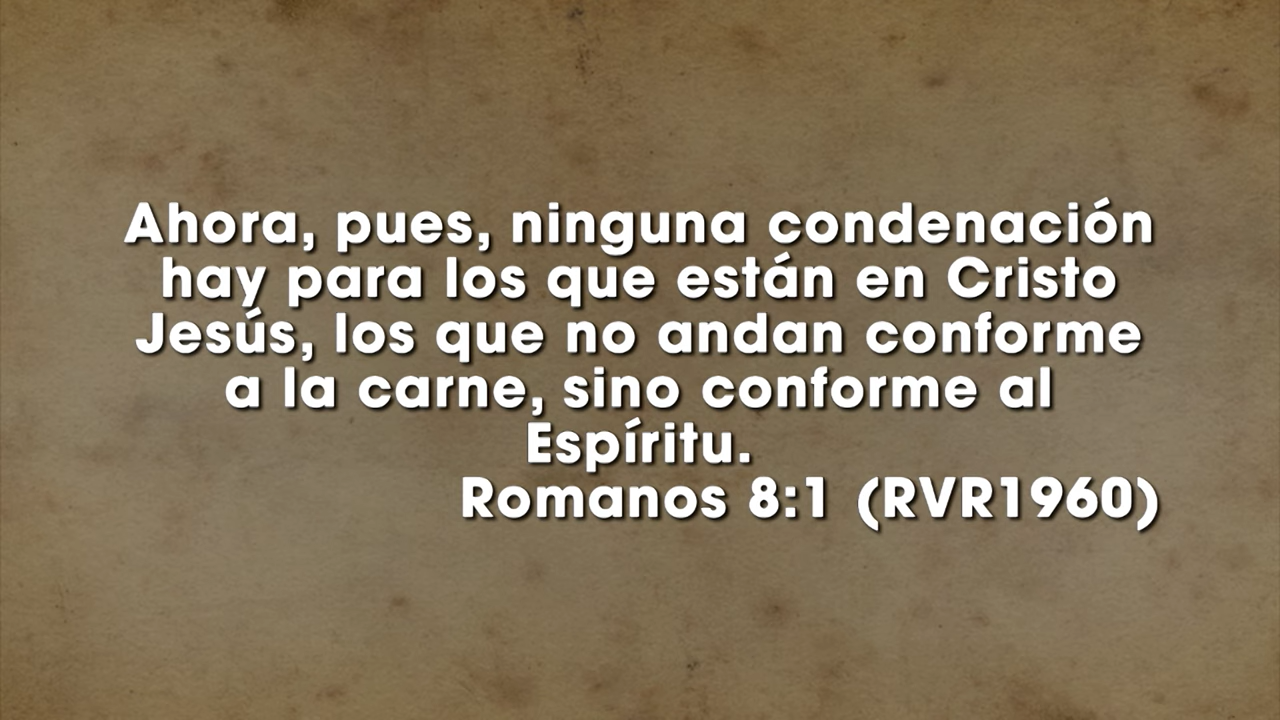 Ahora, pues, ninguna condenación
hay para los que están en Cristo
Jesús, los que no andan conforme
a la carne, sino conforme al
Espíritu.
Romanos 8:1 (RVR1960)